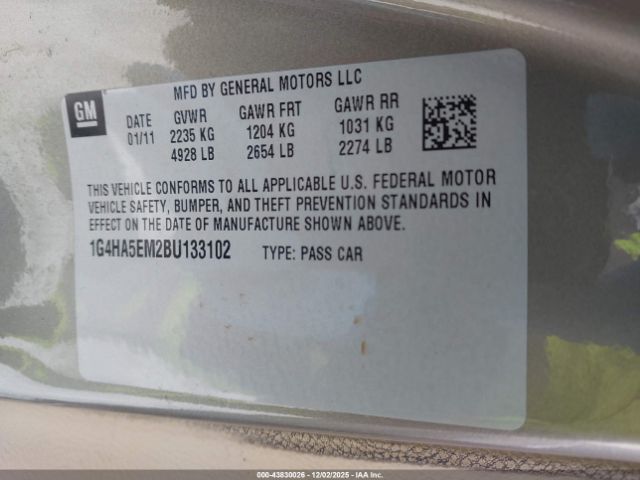 MFD BY GENERAL MOTORS LLC
GM
DATE GVWR GAWR FRT GAWR RR
01/11 2235 KG 1204 KG 1031 KG
4928 LB 2654 LB 2274 LB
THIS VEHICLE CONFORMS TO ALL APPLICABLE U.S. FEDERAL MOTOR
VEHICLE SAFETY, BUMPER, AND THEFT PREVENTION STANDARDS IN
EFFECT ON THE DATE OF MANUFACTURE SHOWN ABOVE.
1G4HA5EM2BU133102 TYPE: PASS CAR
000-43830026 - 12/02/2025 - IAAI.CA